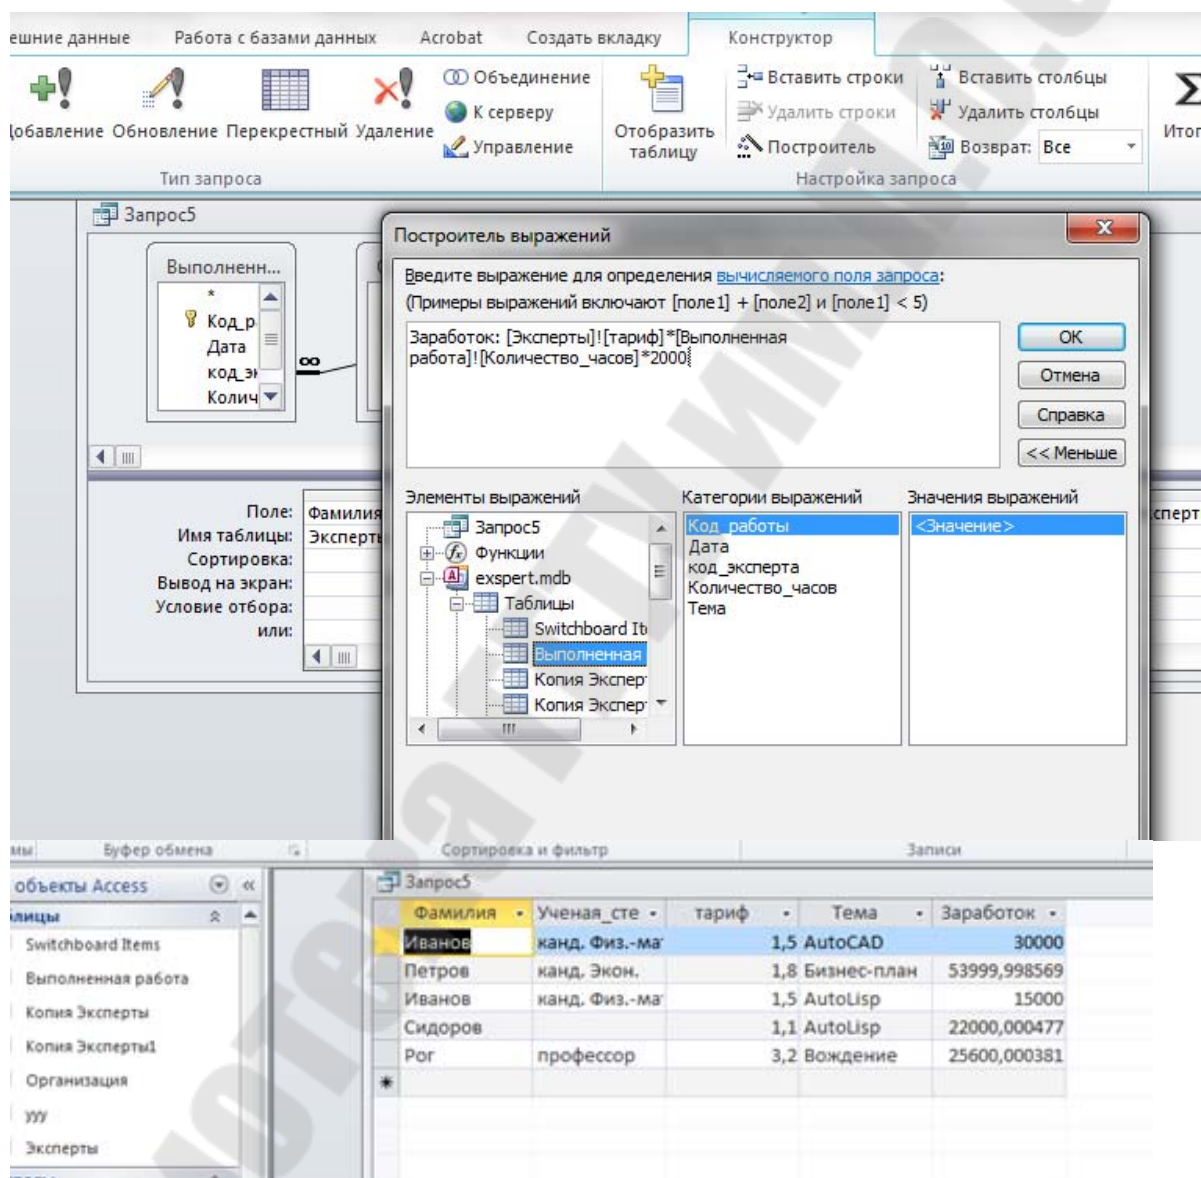 ешние данные Работа с базами данных Acrobat Создать вкладку Конструктор
Объединение Вставить строки Вставить столбцы
К серверу Удалить строки Удалить столбцы
обавление Обновление Перекрестный Удаление Управление Отобразить таблицу Построитель Возврат: Все Итог
Тип запроса Настройка запроса
Запрос5
Выполненн...
*
Код_р
Дата
код_эк
Колич
Построитель выражений
Введите выражение для определения вычисляемого поля запроса:
(Примеры выражений включают [поле1] + [поле2] и [поле1] < 5)
Заработок: [Эксперты]![тариф]*[Выполненная
работа]![Количество_часов]*2000
OK
Отмена
Справка
<< Меньше
Элементы выражений Категории выражений Значения выражений
Запрос5 Код_работы <Значение>
Функции Дата
exspert.mdb код_эксперта
Таблицы Количество_часов
Switchboard Ite Тема
Выполненная
Копия Экспер
Копия Экспер
Поле: Фамилия сперт
Имя таблицы: Эксперты
Сортировка:
Вывод на экран:
Условие отбора:
или:
мы Буфер обмена Сортировка и фильтр Записи
объекты Access «
лицы
Switchboard Items
Выполненная работа
Копия Эксперты
Копия Эксперты1
Организация
ууу
Эксперты
Запрос5
Фамилия Ученая_сте тариф Тема Заработок
Иванов канд. Физ.-ма 1,5 AutoCAD 30000
Петров канд. Экон. 1,8 Бизнес-план 53999,998569
Иванов канд. Физ.-ма 1,5 AutoLisp 15000
Сидоров 1,1 AutoLisp 22000,000477
Рог профессор 3,2 Вождение 25600,000381
*